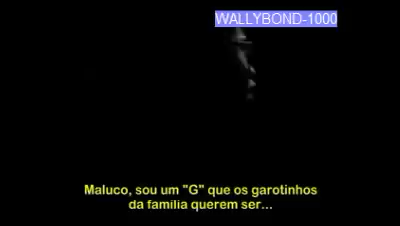 WALLYBOND-1000
Maluco, sou um "G" que os garotinhos
da família querem ser...